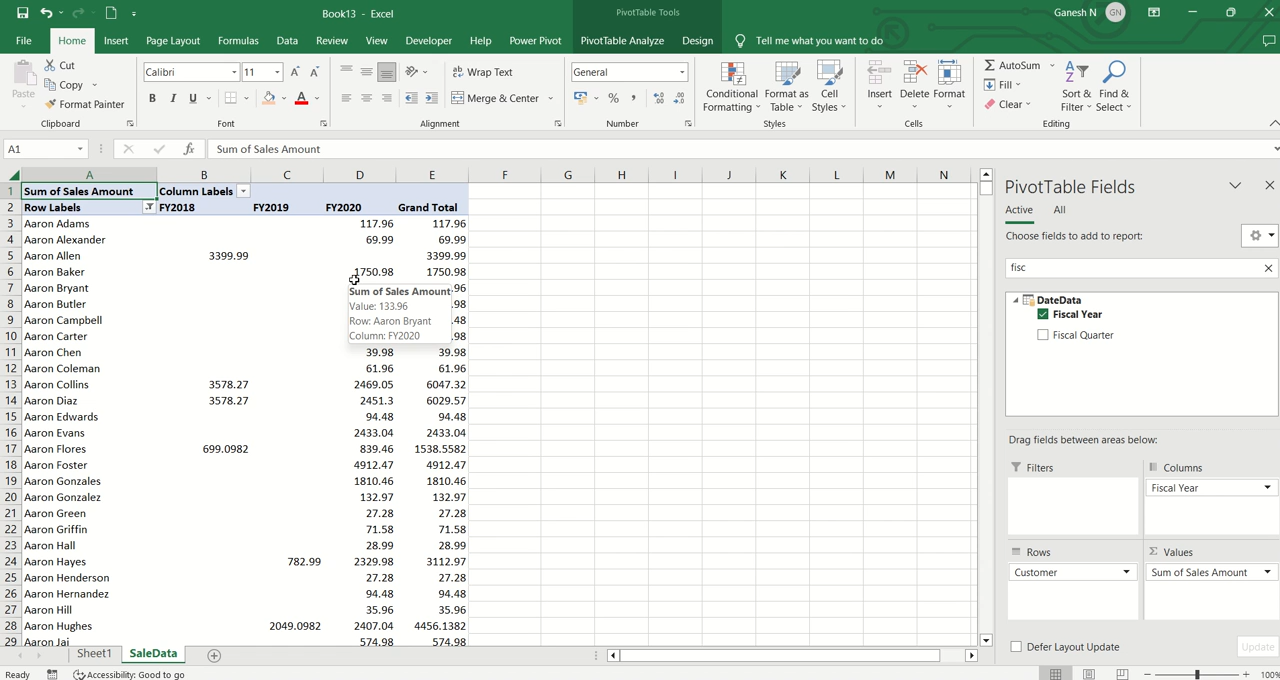 Book13 - Excel
PivotTable Tools
Ganesh N
GN
File Home Insert Page Layout Formulas Data Review View Developer Help Power Pivot PivotTable Analyze Design Tell me what you want to do
Paste
Cut
Copy
Format Painter
Calibri 11
B I U
Wrap Text
Merge & Center
General
Conditional Formatting
Format as Table
Cell Styles
Insert
Delete
Format
AutoSum
Fill
Clear
Sort & Filter
Find & Select
Clipboard Font Alignment Number Styles Cells Editing
A1 fx Sum of Sales Amount
A B C D E F G H I J K L M N
1 Sum of Sales Amount Column Labels
2 Row Labels FY2018 FY2019 FY2020 Grand Total
3 Aaron Adams 117.96 117.96
4 Aaron Alexander 69.99 69.99
5 Aaron Allen 3399.99 3399.99
6 Aaron Baker 1750.98 1750.98
7 Aaron Bryant .96
8 Aaron Butler .98
9 Aaron Campbell .48
10 Aaron Carter .98
11 Aaron Chen 39.98 39.98
12 Aaron Coleman 61.96 61.96
13 Aaron Collins 3578.27 2469.05 6047.32
14 Aaron Diaz 3578.27 2451.3 6029.57
15 Aaron Edwards 94.48 94.48
16 Aaron Evans 2433.04 2433.04
17 Aaron Flores 699.0982 839.46 1538.5582
18 Aaron Foster 4912.47 4912.47
19 Aaron Gonzales 1810.46 1810.46
20 Aaron Gonzalez 132.97 132.97
21 Aaron Green 27.28 27.28
22 Aaron Griffin 71.58 71.58
23 Aaron Hall 28.99 28.99
24 Aaron Hayes 782.99 2329.98 3112.97
25 Aaron Henderson 27.28 27.28
26 Aaron Hernandez 94.48 94.48
27 Aaron Hill 35.96 35.96
28 Aaron Hughes 2049.0982 2407.04 4456.1382
29 Aaron Jai 574.98 574.98
Sum of Sales Amount
Value: 133.96
Row: Aaron Bryant
Column: FY2020
PivotTable Fields
Active All
Choose fields to add to report:
fisc
DateData
Fiscal Year
Fiscal Quarter
Drag fields between areas below:
Filters
Columns
Fiscal Year
Rows
Customer
Σ Values
Sum of Sales Amount
Defer Layout Update Update
Sheet1 SaleData
Ready Accessibility: Good to go 100%